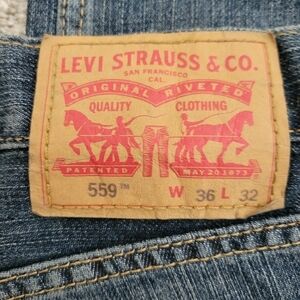 LEVI STRAUSS & CO.
SAN FRANCISCO
CAL.
ORIGINAL RIVETED
QUALITY CLOTHING
PATENTED MAY 20 1873
559™ W 36 L 32